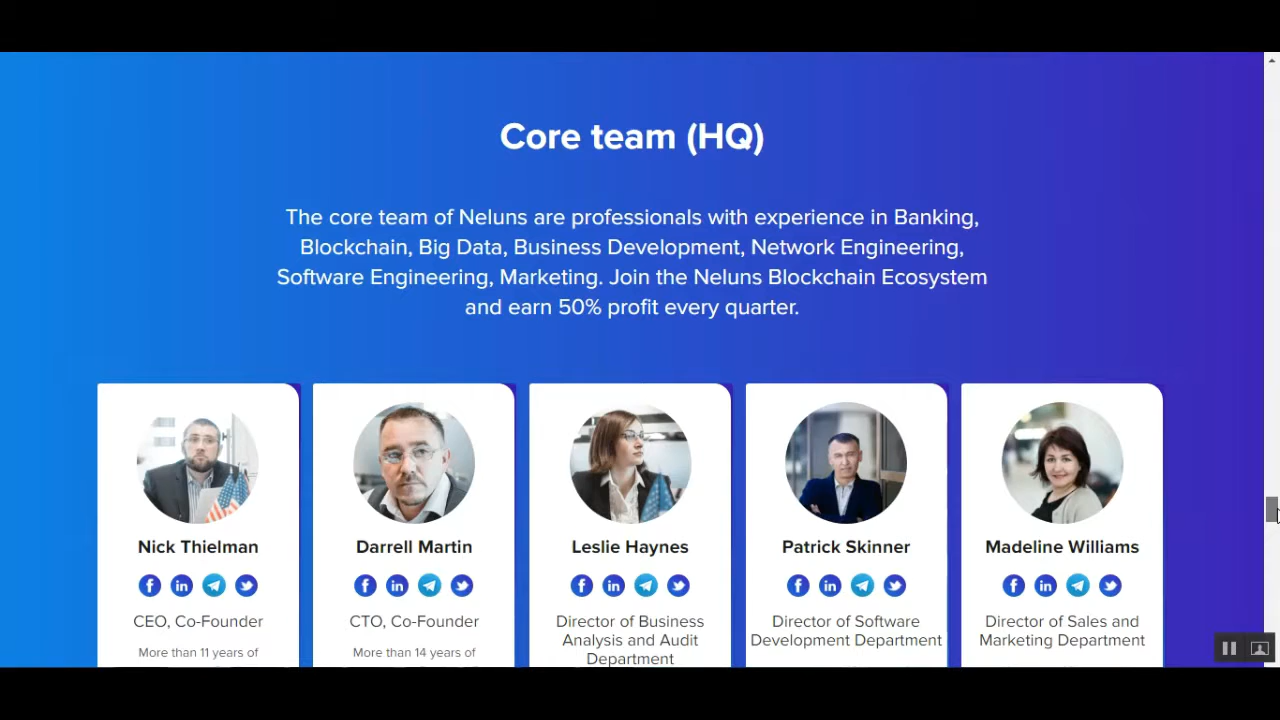 Core team (HQ)
The core team of Neluns are professionals with experience in Banking,
Blockchain, Big Data, Business Development, Network Engineering,
Software Engineering, Marketing. Join the Neluns Blockchain Ecosystem
and earn 50% profit every quarter.
Nick Thielman
CEO, Co-Founder
More than 11 years of
Darrell Martin
CTO, Co-Founder
More than 14 years of
Leslie Haynes
Director of Business
Analysis and Audit
Department
Patrick Skinner
Director of Software
Development Department
Madeline Williams
Director of Sales and
Marketing Department